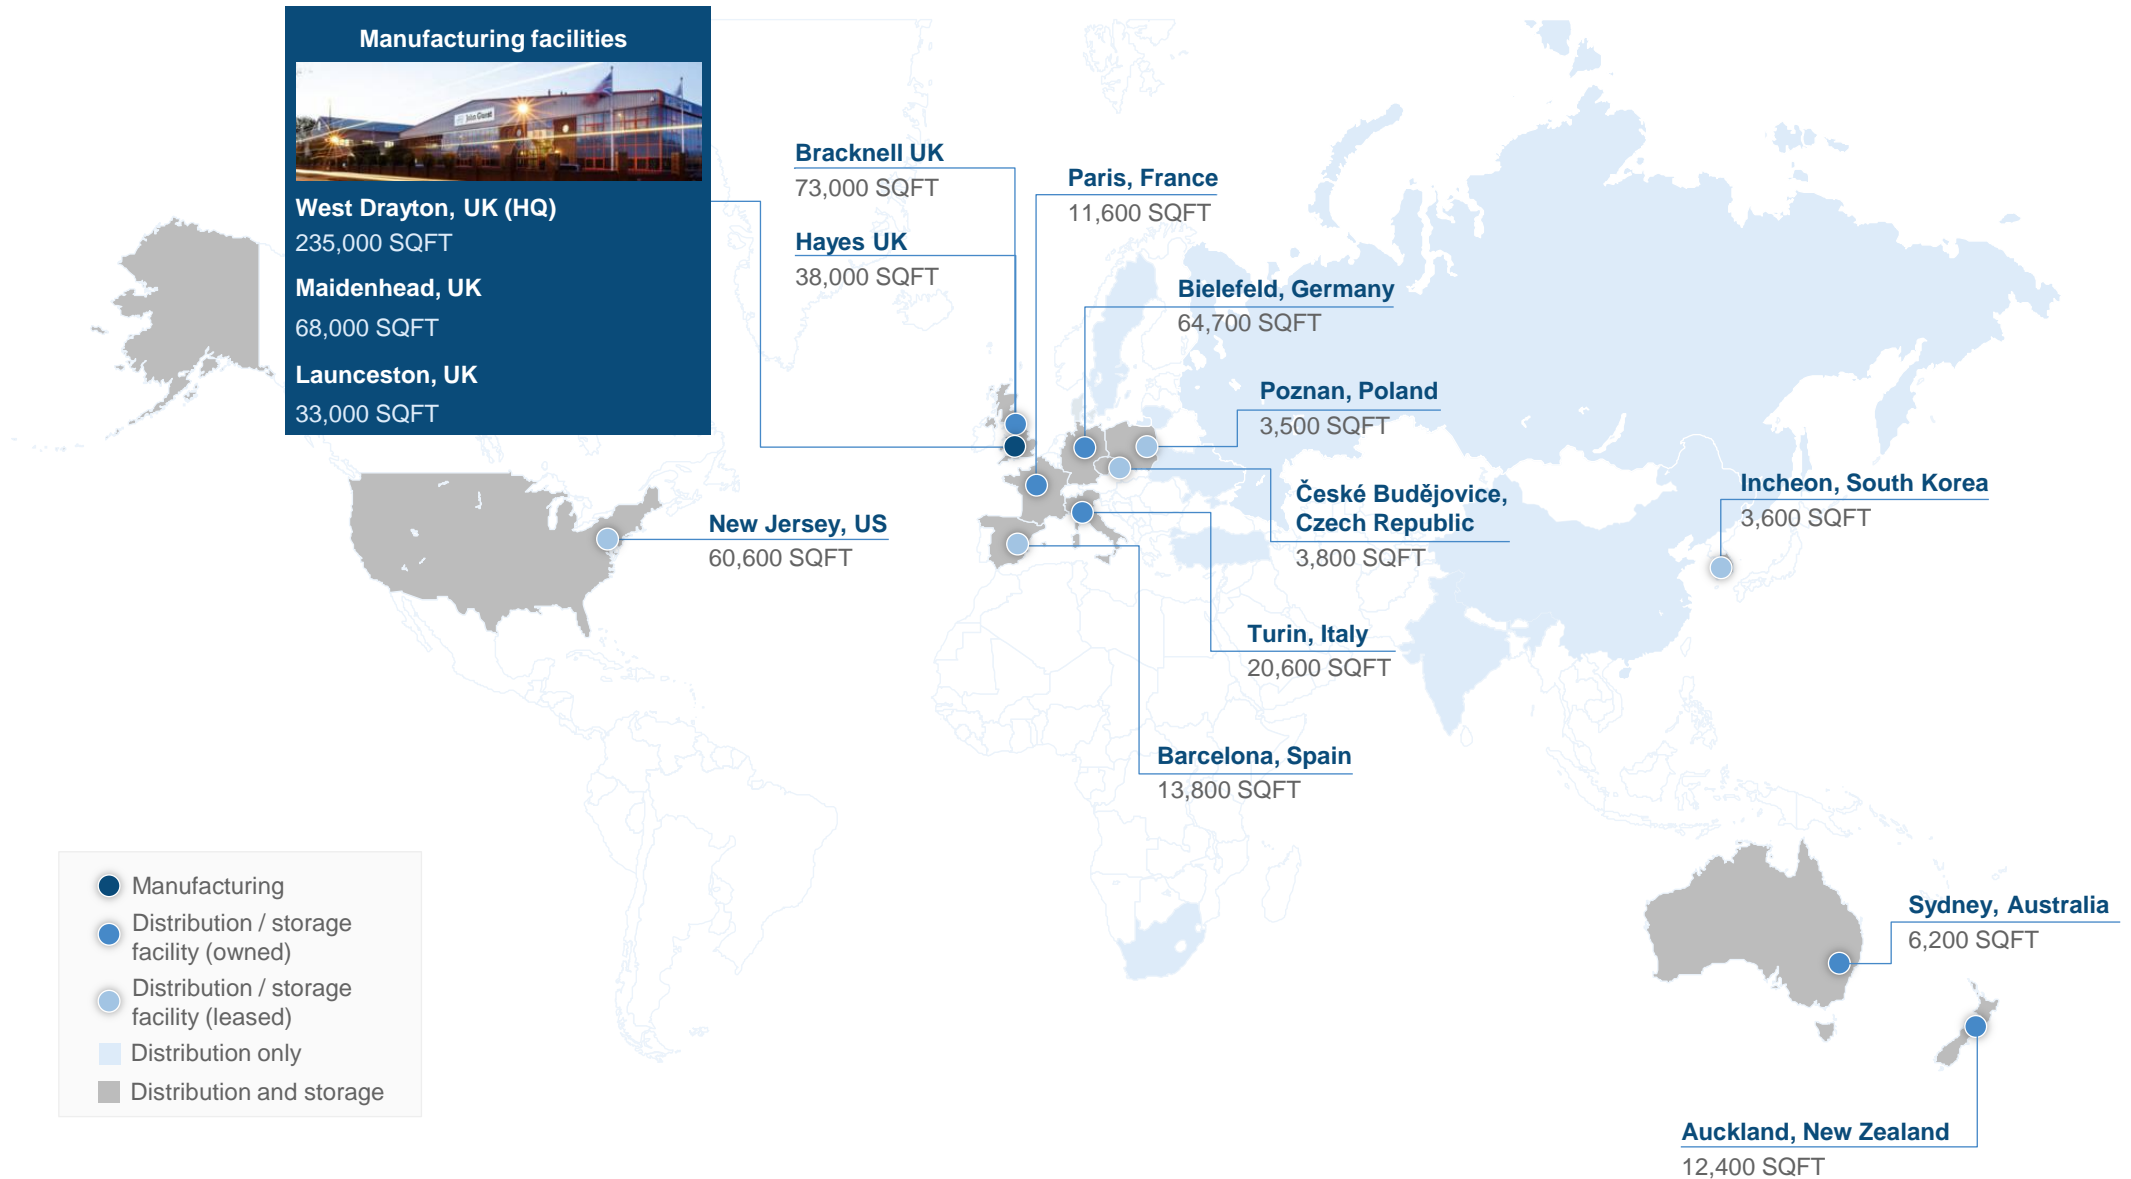 Manufacturing facilities
John Guest
West Drayton, UK (HQ)
235,000 SQFT
Maidenhead, UK
68,000 SQFT
Launceston, UK
33,000 SQFT
Bracknell UK
73,000 SQFT
Hayes UK
38,000 SQFT
Paris, France
11,600 SQFT
Bielefeld, Germany
64,700 SQFT
Poznan, Poland
3,500 SQFT
České Budějovice,
Czech Republic
3,800 SQFT
Incheon, South Korea
3,600 SQFT
New Jersey, US
60,600 SQFT
Turin, Italy
20,600 SQFT
Barcelona, Spain
13,800 SQFT
Sydney, Australia
6,200 SQFT
Auckland, New Zealand
12,400 SQFT
Manufacturing
Distribution / storage
facility (owned)
Distribution / storage
facility (leased)
Distribution only
Distribution and storage